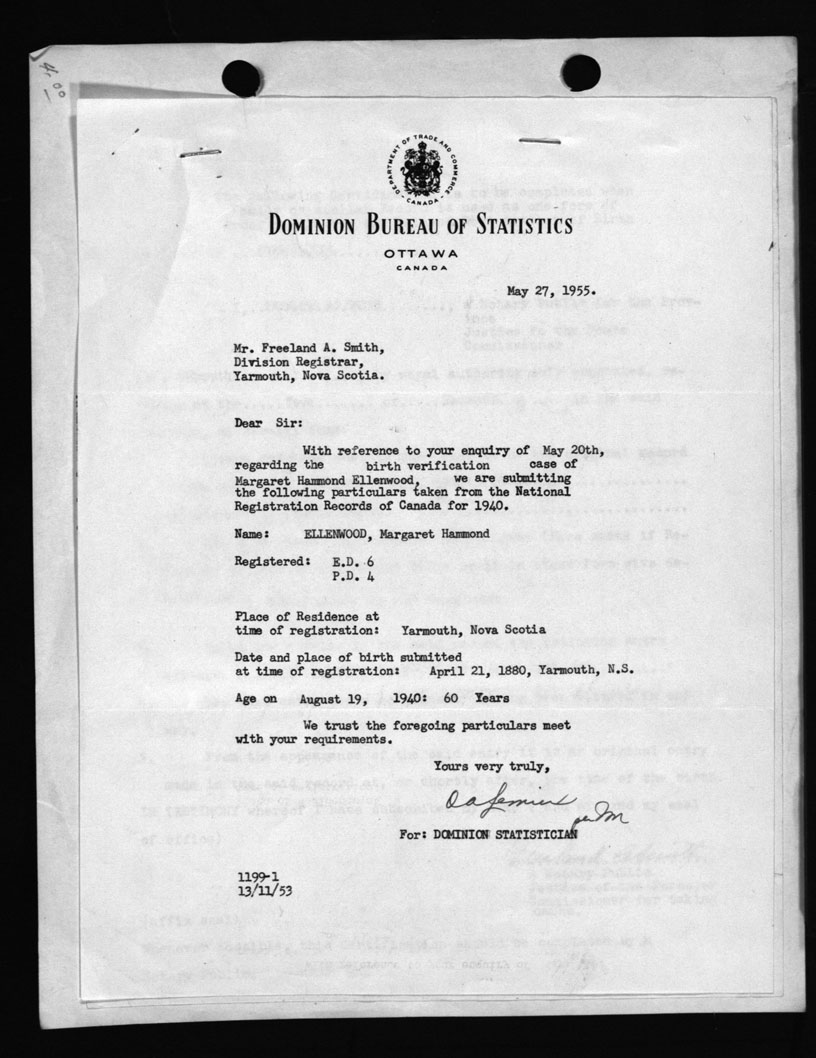 4.00
DEPARTMENT OF TRADE AND COMMERCE
CANADA
DOMINION BUREAU OF STATISTICS
OTTAWA
CANADA
May 27, 1955.
Mr. Freeland A. Smith,
Division Registrar,
Yarmouth, Nova Scotia.
Dear Sir:
With reference to your enquiry of May 20th,
regarding the birth verification case of
Margaret Hammond Ellenwood, we are submitting
the following particulars taken from the National
Registration Records of Canada for 1940.
Name: ELLENWOOD, Margaret Hammond
Registered: E.D. 6
P.D. 4
Place of Residence at
time of registration: Yarmouth, Nova Scotia
Date and place of birth submitted
at time of registration: April 21, 1880, Yarmouth, N.S.
Age on August 19, 1940: 60 Years
We trust the foregoing particulars meet
with your requirements.
Yours very truly,
For: DOMINION STATISTICIAN
1199-1
13/11/53